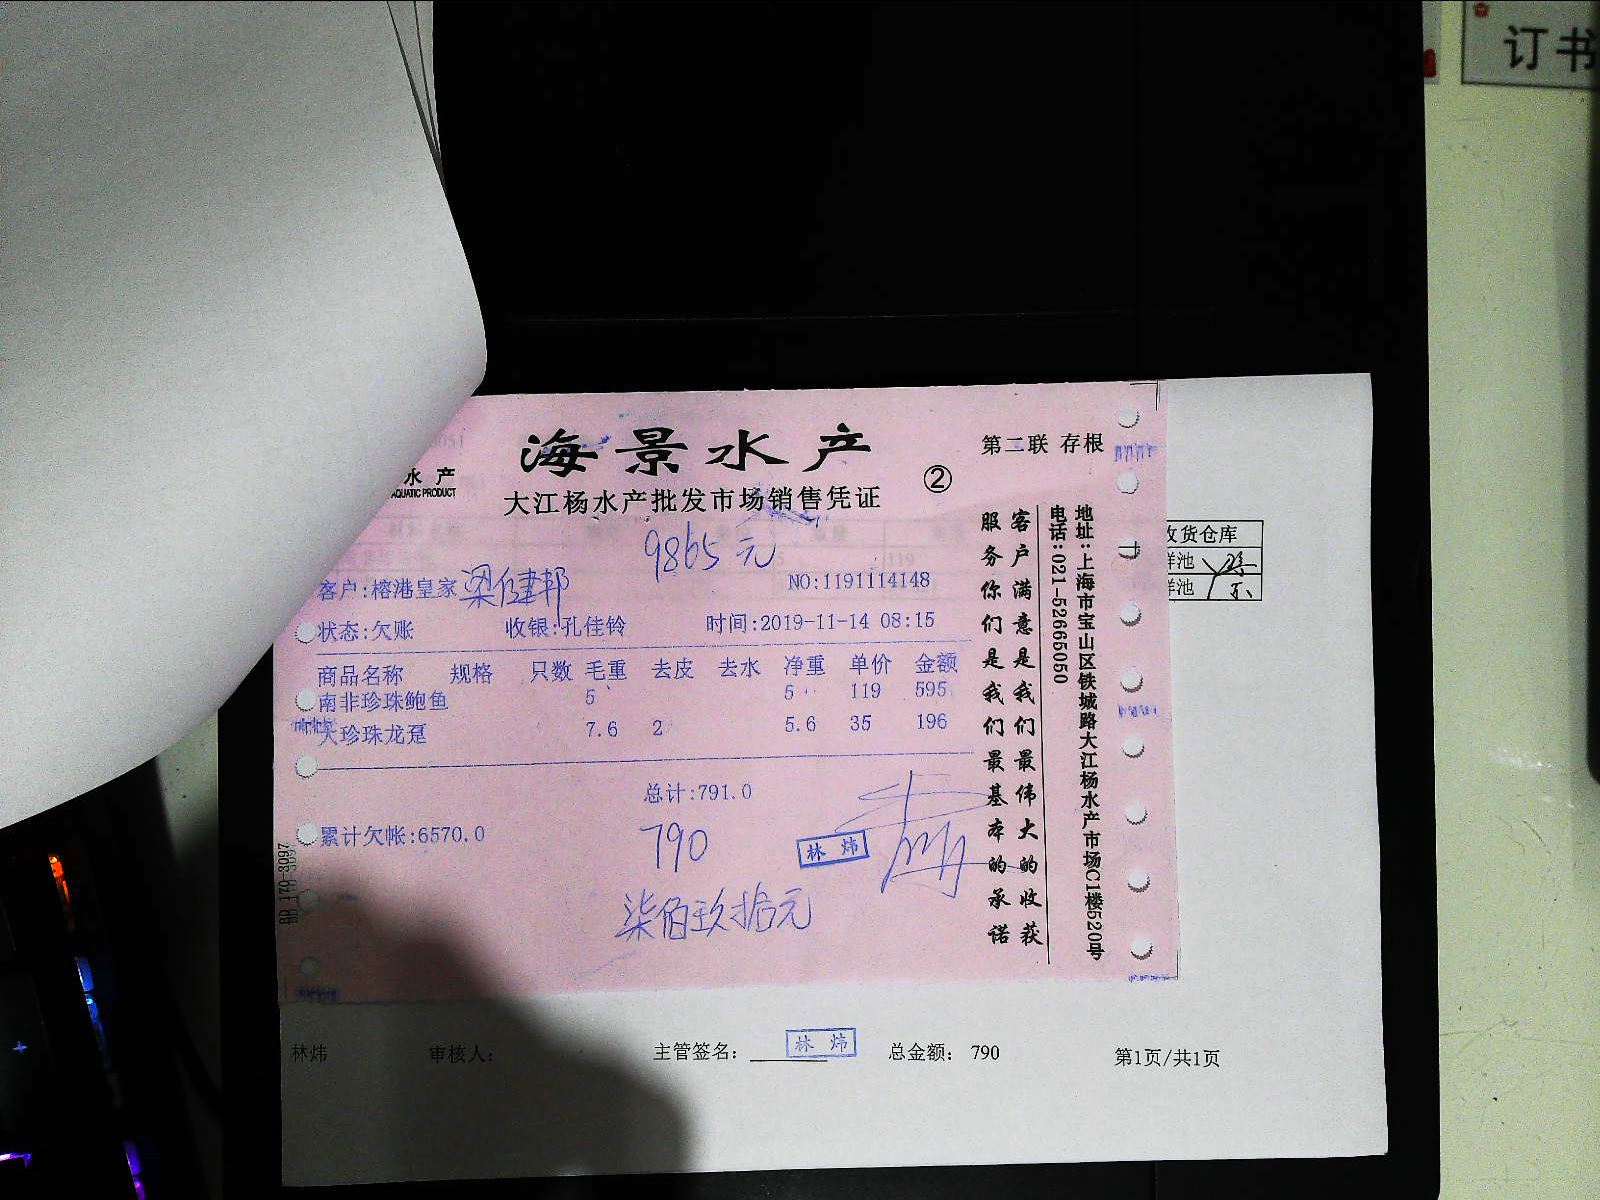 订书
海景水产
第二联 存根
水产
AQUATIC PRODUCT
大江杨水产批发市场销售凭证
②
9865元
客户:榕港皇家 梁健邦
NO:1191114148
状态:欠账 收银:孔佳铃 时间:2019-11-14 08:15
商品名称 规格 只数 毛重 去皮 去水 净重 单价 金额
南非珍珠鲍鱼 5 5 119 595
大珍珠龙趸 7.6 2 5.6 35 196
总计:791.0
累计欠帐:6570.0
790
林炜
柒佰玖拾元
客户满意是我们最伟大的收获
服务你们是我们最基本的承诺
地址:上海市宝山区铁城路大江杨水产市场C1楼520号
电话:021-52665050
收货仓库
鲜池
鲜池
BD 170-3097
林炜 审核人: 主管签名: 林炜 总金额: 790 第1页/共1页